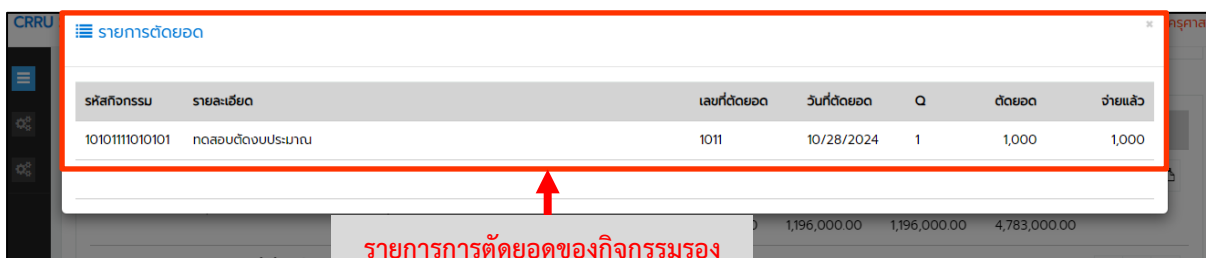 CRRU
รายการตัดยอด
×
รหัสกิจกรรม รายละเอียด เลขที่ตัดยอด วันที่ตัดยอด Q ตัดยอด จ่ายแล้ว
10101111010101 ทดสอบตัดงบประมาณ 1011 10/28/2024 1 1,000 1,000
1,196,000.00 1,196,000.00 4,783,000.00
รายการการตัดยอดของกิจกรรมรอง